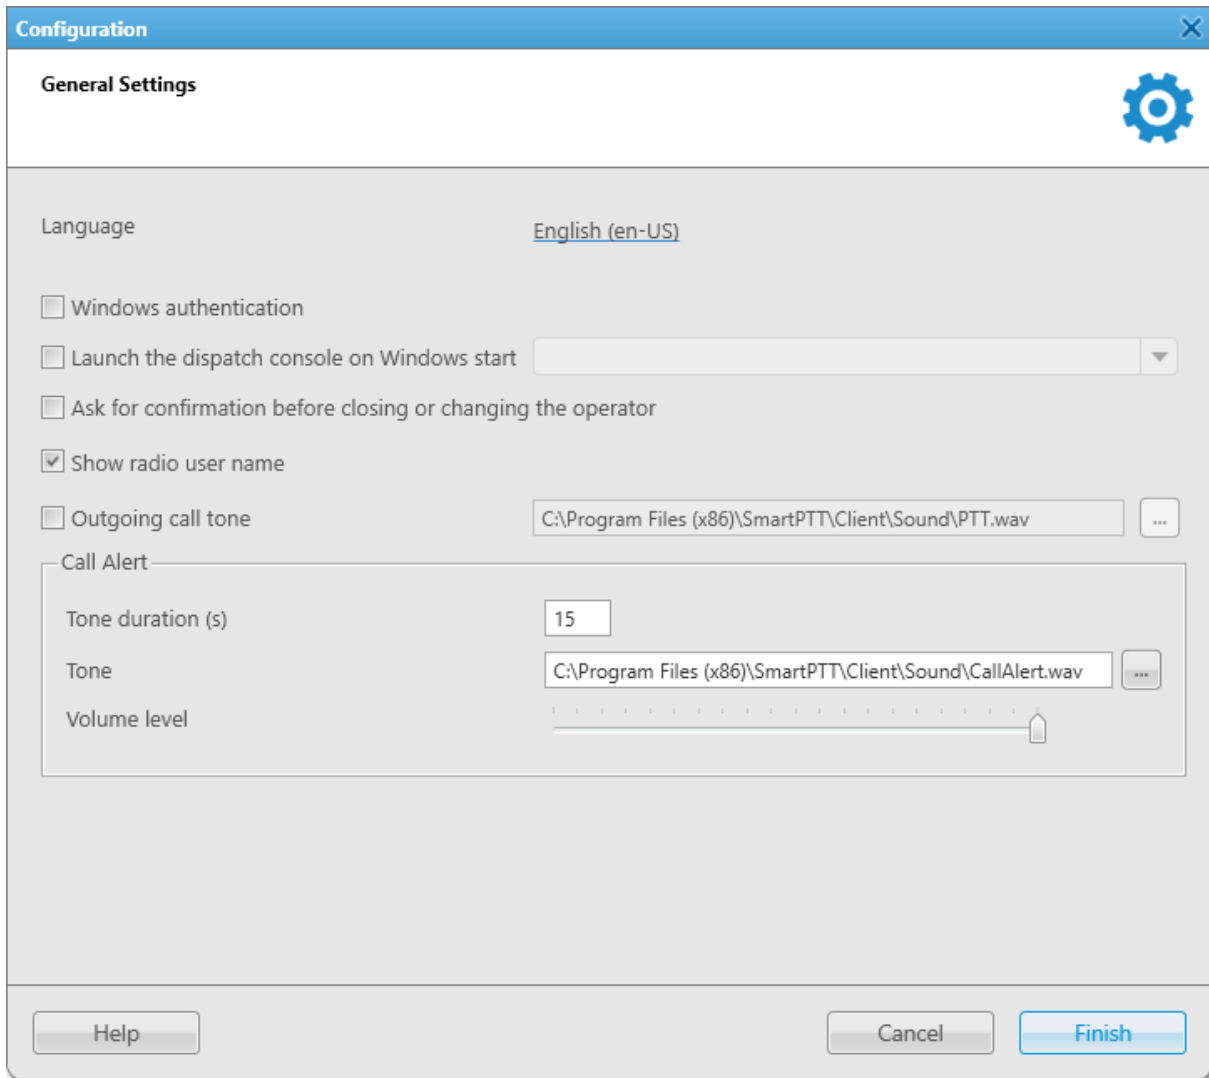 Configuration
General Settings
Language English (en-US)
Windows authentication
Launch the dispatch console on Windows start
Ask for confirmation before closing or changing the operator
Show radio user name
Outgoing call tone C:\Program Files (x86)\SmartPTT\Client\Sound\PTT.wav ...
Call Alert
Tone duration (s) 15
Tone C:\Program Files (x86)\SmartPTT\Client\Sound\CallAlert.wav ...
Volume level
Help Cancel Finish